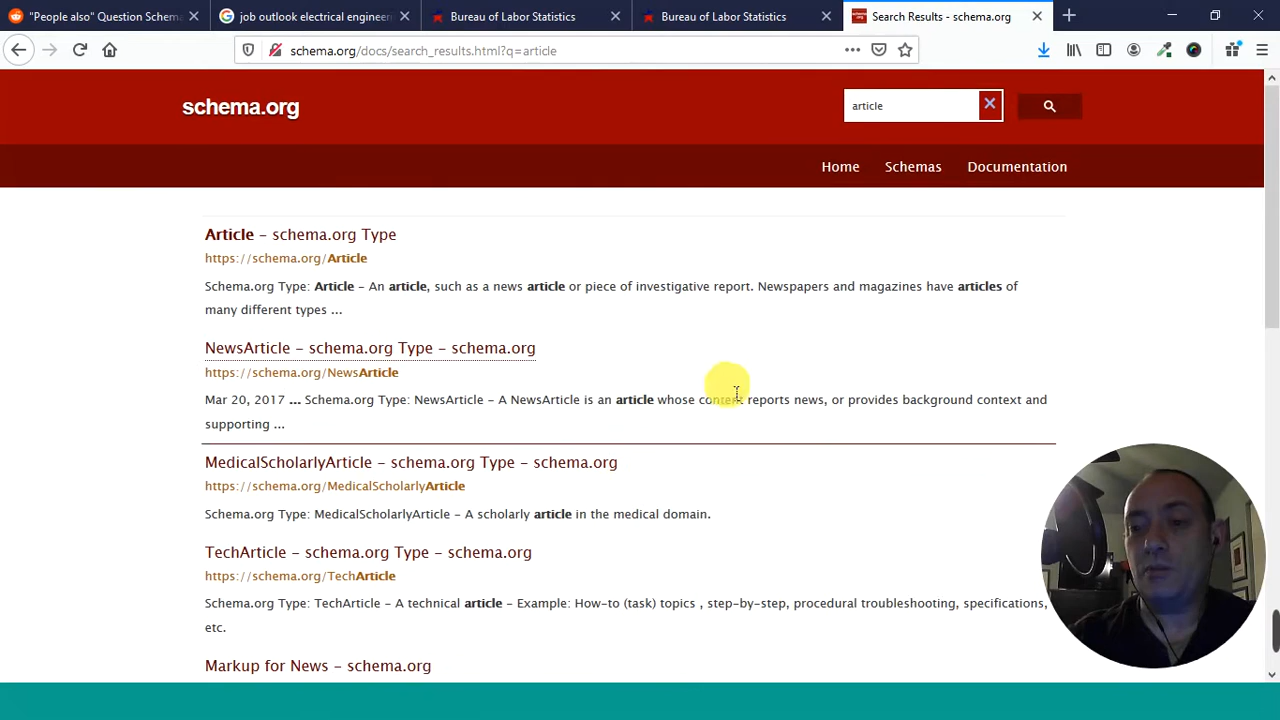 "People also" Question Schema
job outlook electrical engineer
Bureau of Labor Statistics
Bureau of Labor Statistics
Search Results - schema.org
schema.org/docs/search_results.html?q=article
schema.org
article
Home
Schemas
Documentation
Article - schema.org Type
https://schema.org/Article
Schema.org Type: Article - An article, such as a news article or piece of investigative report. Newspapers and magazines have articles of
many different types ...
NewsArticle - schema.org Type - schema.org
https://schema.org/NewsArticle
Mar 20, 2017 ... Schema.org Type: NewsArticle - A NewsArticle is an article whose content reports news, or provides background context and
supporting ...
MedicalScholarlyArticle - schema.org Type - schema.org
https://schema.org/MedicalScholarlyArticle
Schema.org Type: MedicalScholarlyArticle - A scholarly article in the medical domain.
TechArticle - schema.org Type - schema.org
https://schema.org/TechArticle
Schema.org Type: TechArticle - A technical article - Example: How-to (task) topics , step-by-step, procedural troubleshooting, specifications,
etc.
Markup for News - schema.org